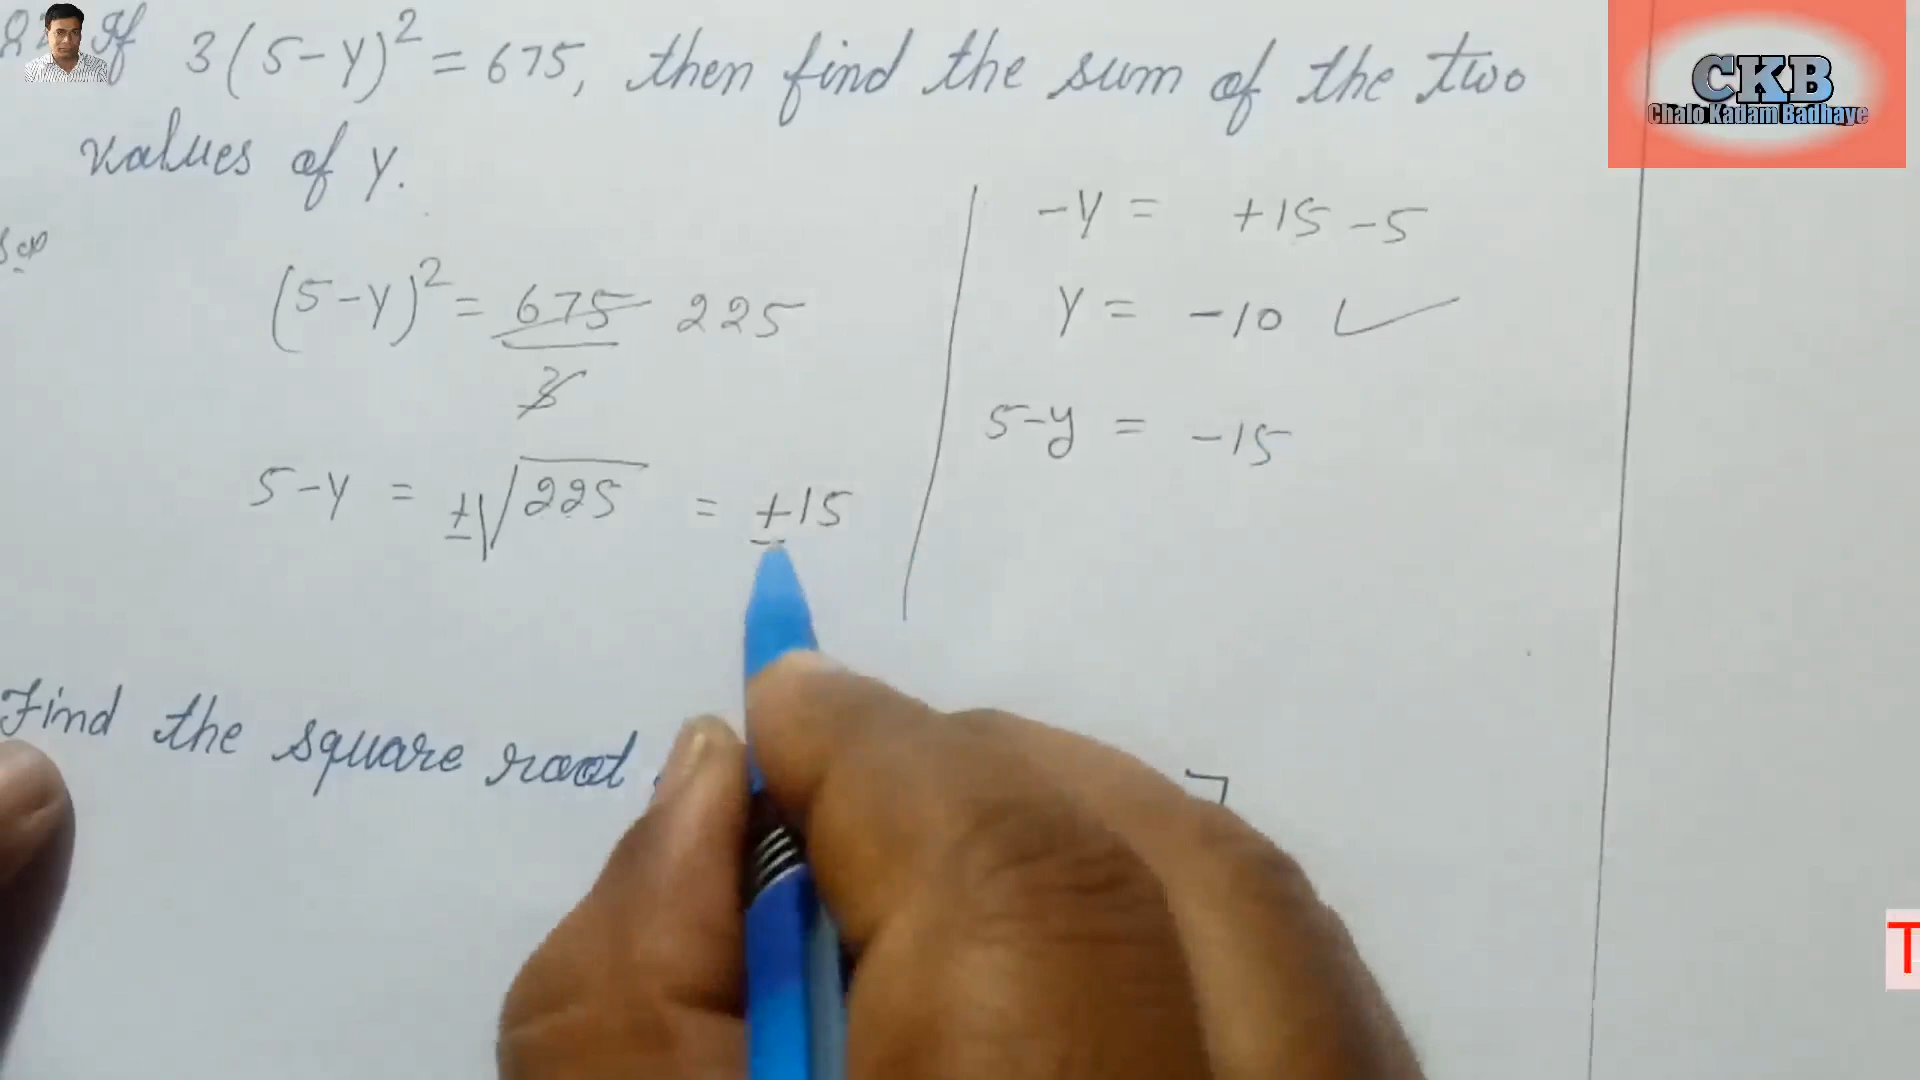 If 3(5-y)² = 675, then find the sum of the two
values of y.
(5-y)² = 675/3 225
5-y = ±√225 = ±15
-y = +15 -5
y = -10 ✓
5-y = -15
Find the square root
CKB
Chalo Kadam Badhaye
T